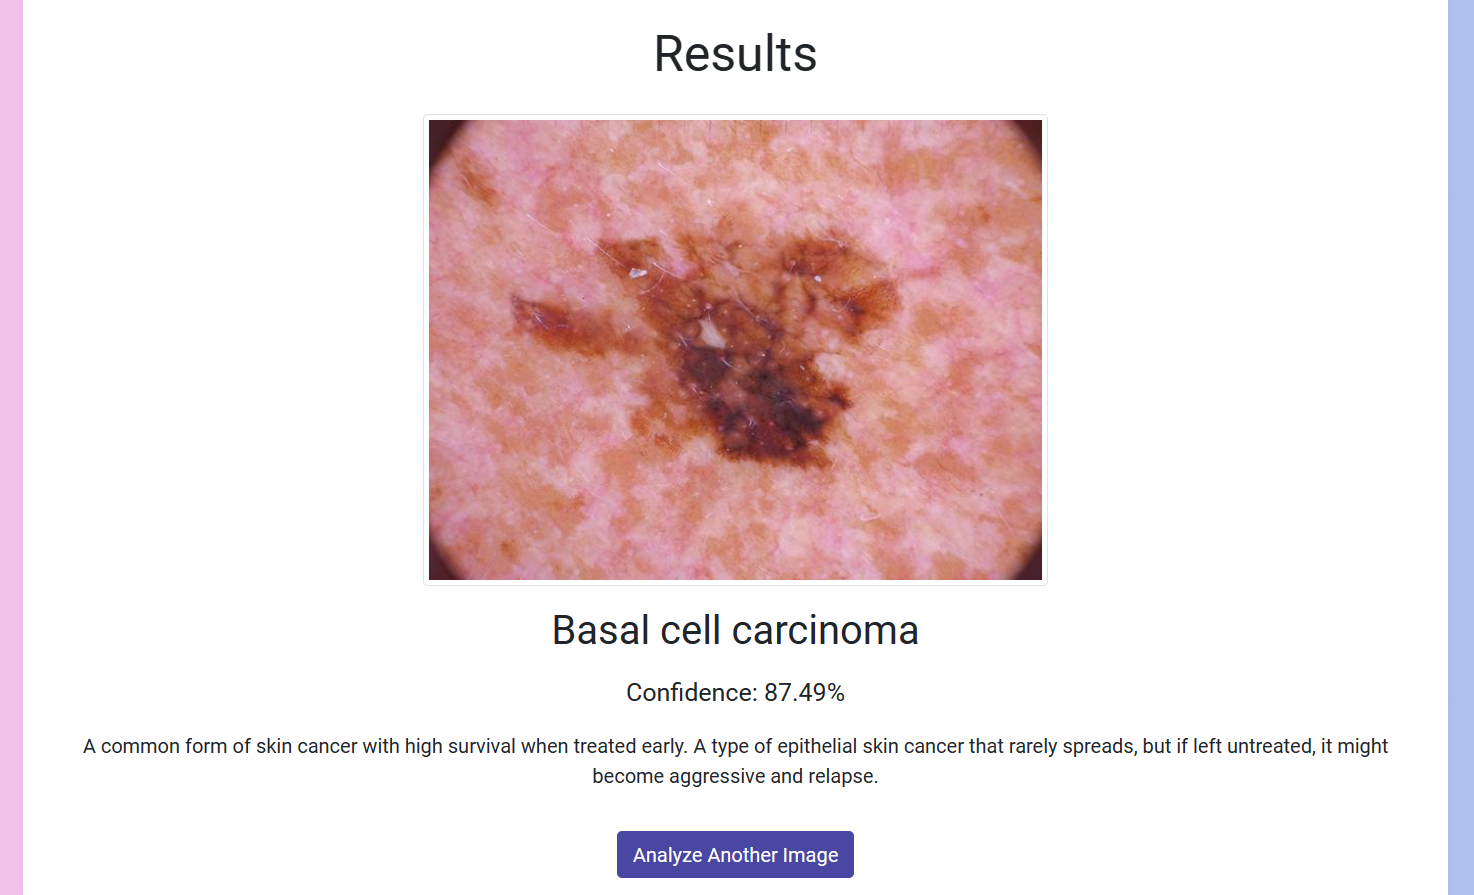 Results
Basal cell carcinoma
Confidence: 87.49%
A common form of skin cancer with high survival when treated early. A type of epithelial skin cancer that rarely spreads, but if left untreated, it might
become aggressive and relapse.
Analyze Another Image